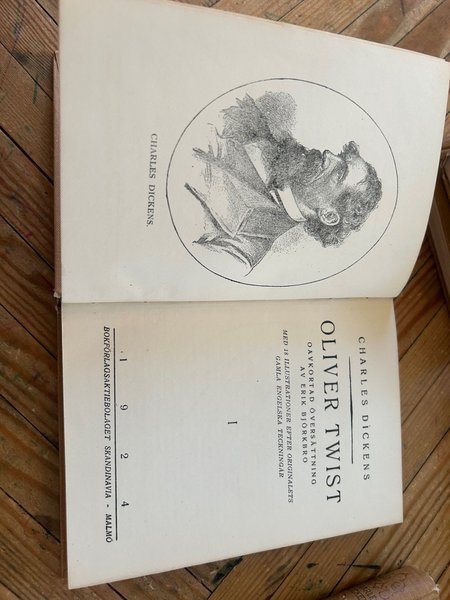 CHARLES DICKENS.
CHARLES DICKENS
OLIVER TWIST
OAVKORTAD ÖVERSÄTTNING
AV ERIK BJÖRKBRO
MED 18 ILLUSTRATIONER EFTER ORIGINALETS
GAMLA ENGELSKA TECKNINGAR
I
1 9 2 4
BOKFÖRLAGSAKTIEBOLAGET SKANDINAVIA - MALMÖ